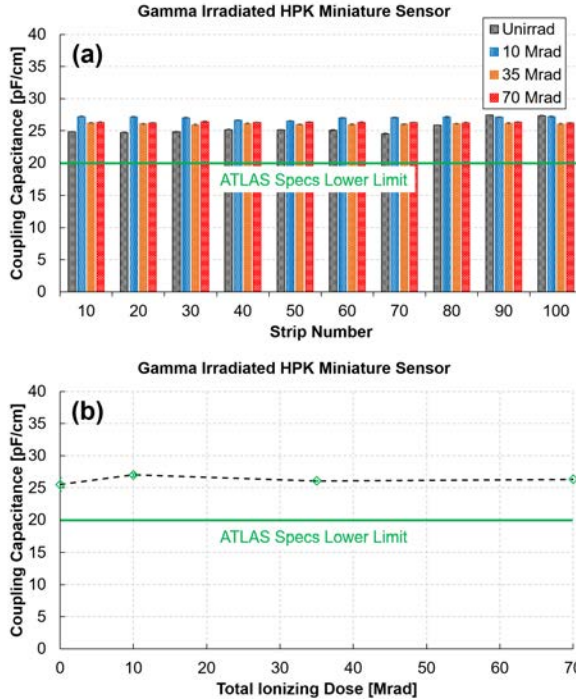 Gamma Irradiated HPK Miniature Sensor
(a)
Unirrad
10 Mrad
35 Mrad
70 Mrad
Coupling Capacitance [pF/cm]
40
35
30
25
20
15
10
5
0
ATLAS Specs Lower Limit
10 20 30 40 50 60 70 80 90 100
Strip Number
Gamma Irradiated HPK Miniature Sensor
(b)
Coupling Capacitance [pF/cm]
40
35
30
25
20
15
10
5
0
ATLAS Specs Lower Limit
0 10 20 30 40 50 60 70
Total Ionizing Dose [Mrad]